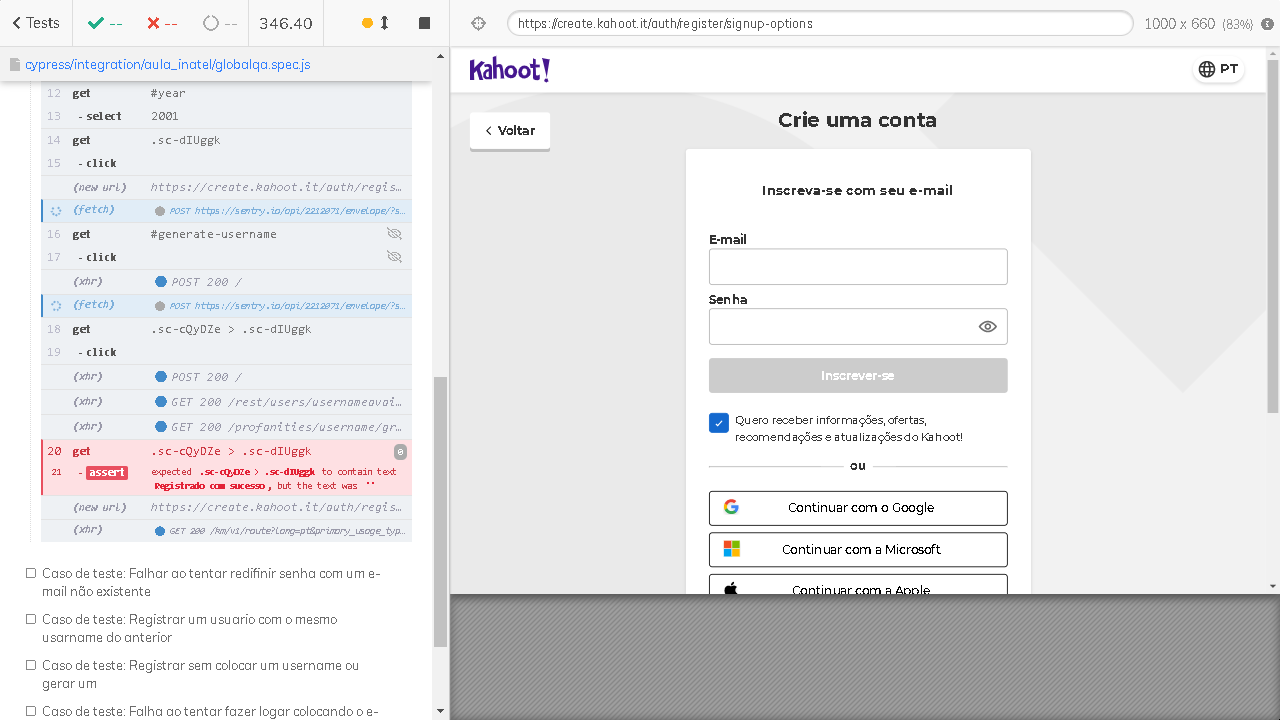 Tests
--
--
--
346.40
https://create.kahoot.it/auth/register/signup-options
1000 x 660 (83%)
cypress/integration/aula_inatel/globalqa.spec.js
12 get #year
13 - select 2001
14 get .sc-dIUggk
15 - click
(new url) https://create.kahoot.it/auth/regis…
(fetch) POST https://sentry.io/api/2212071/envelope/?s…
16 get #generate-username
17 - click
(xhr) POST 200 /
(fetch) POST https://sentry.io/api/2212071/envelope/?s…
18 get .sc-cQyDZe > .sc-dIUggk
19 - click
(xhr) POST 200 /
(xhr) GET 200 /rest/users/usernameavai…
(xhr) GET 200 /profanities/username/gr…
20 get .sc-cQyDZe > .sc-dIUggk 0
21 - assert expected .sc-cQyDZe > .sc-dIUggk to contain text
Registrado com sucesso, but the text was ''
(new url) https://create.kahoot.it/auth/regis…
(xhr) GET 200 /km/v1/route?lang=pt&primary_usage_typ…
Caso de teste: Falhar ao tentar redifinir senha com um e-
mail não existente
Caso de teste: Registrar um usuario com o mesmo
usarname do anterior
Caso de teste: Registrar sem colocar um username ou
gerar um
Caso de teste: Falha ao tentar fazer logar colocando o e-
Kahoot!
PT
Voltar
Crie uma conta
Inscreva-se com seu e-mail
E-mail
Senha
Inscrever-se
Quero receber informações, ofertas,
recomendações e atualizações do Kahoot!
ou
Continuar com o Google
Continuar com a Microsoft
Continuar com a Apple